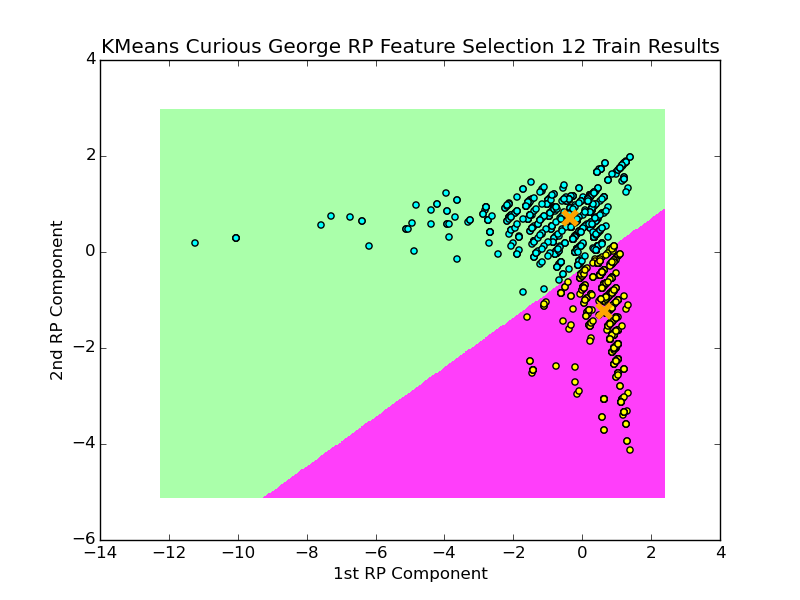 KMeans Curious George RP Feature Selection 12 Train Results
4
2
0
−2
−4
−6
2nd RP Component
−14 −12 −10 −8 −6 −4 −2 0 2 4
1st RP Component